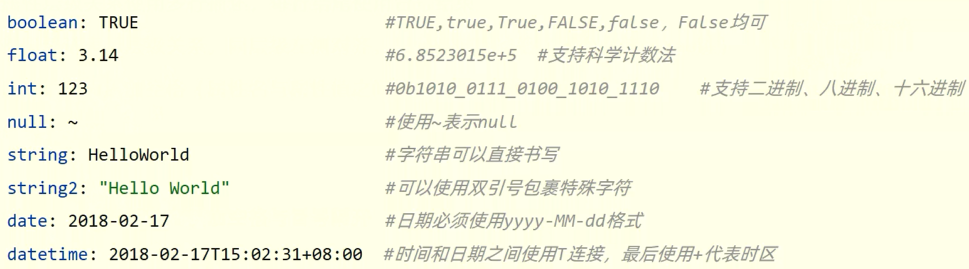 boolean: TRUE #TRUE,true,True,FALSE,false, False均可
float: 3.14 #6.8523015e+5 #支持科学计数法
int: 123 #0b1010_0111_0100_1010_1110 #支持二进制、八进制、十六进制
null: ~ #使用~表示null
string: HelloWorld #字符串可以直接书写
string2: "Hello World" #可以使用双引号包裹特殊字符
date: 2018-02-17 #日期必须使用yyyy-MM-dd格式
datetime: 2018-02-17T15:02:31+08:00 #时间和日期之间使用T连接，最后使用+代表时区